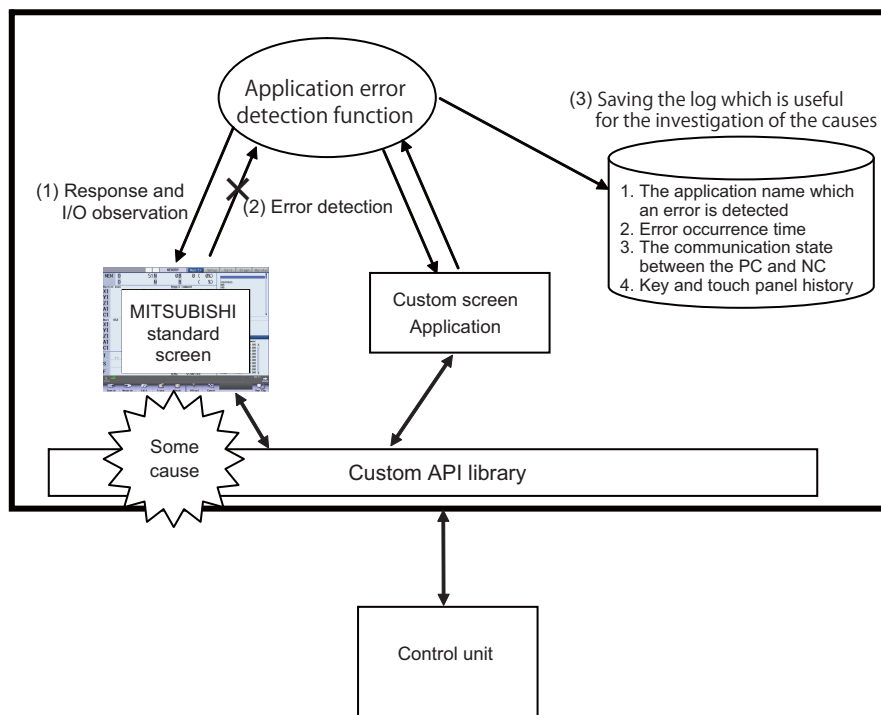 Application error
detection function
(3) Saving the log which is useful
for the investigation of the causes
(1) Response and
I/O observation
(2) Error detection
1. The application name which
an error is detected
2. Error occurrence time
3. The communication state
between the PC and NC
4. Key and touch panel history
MITSUBISHI
standard
screen
Custom screen
Application
Some
cause
Custom API library
Control unit